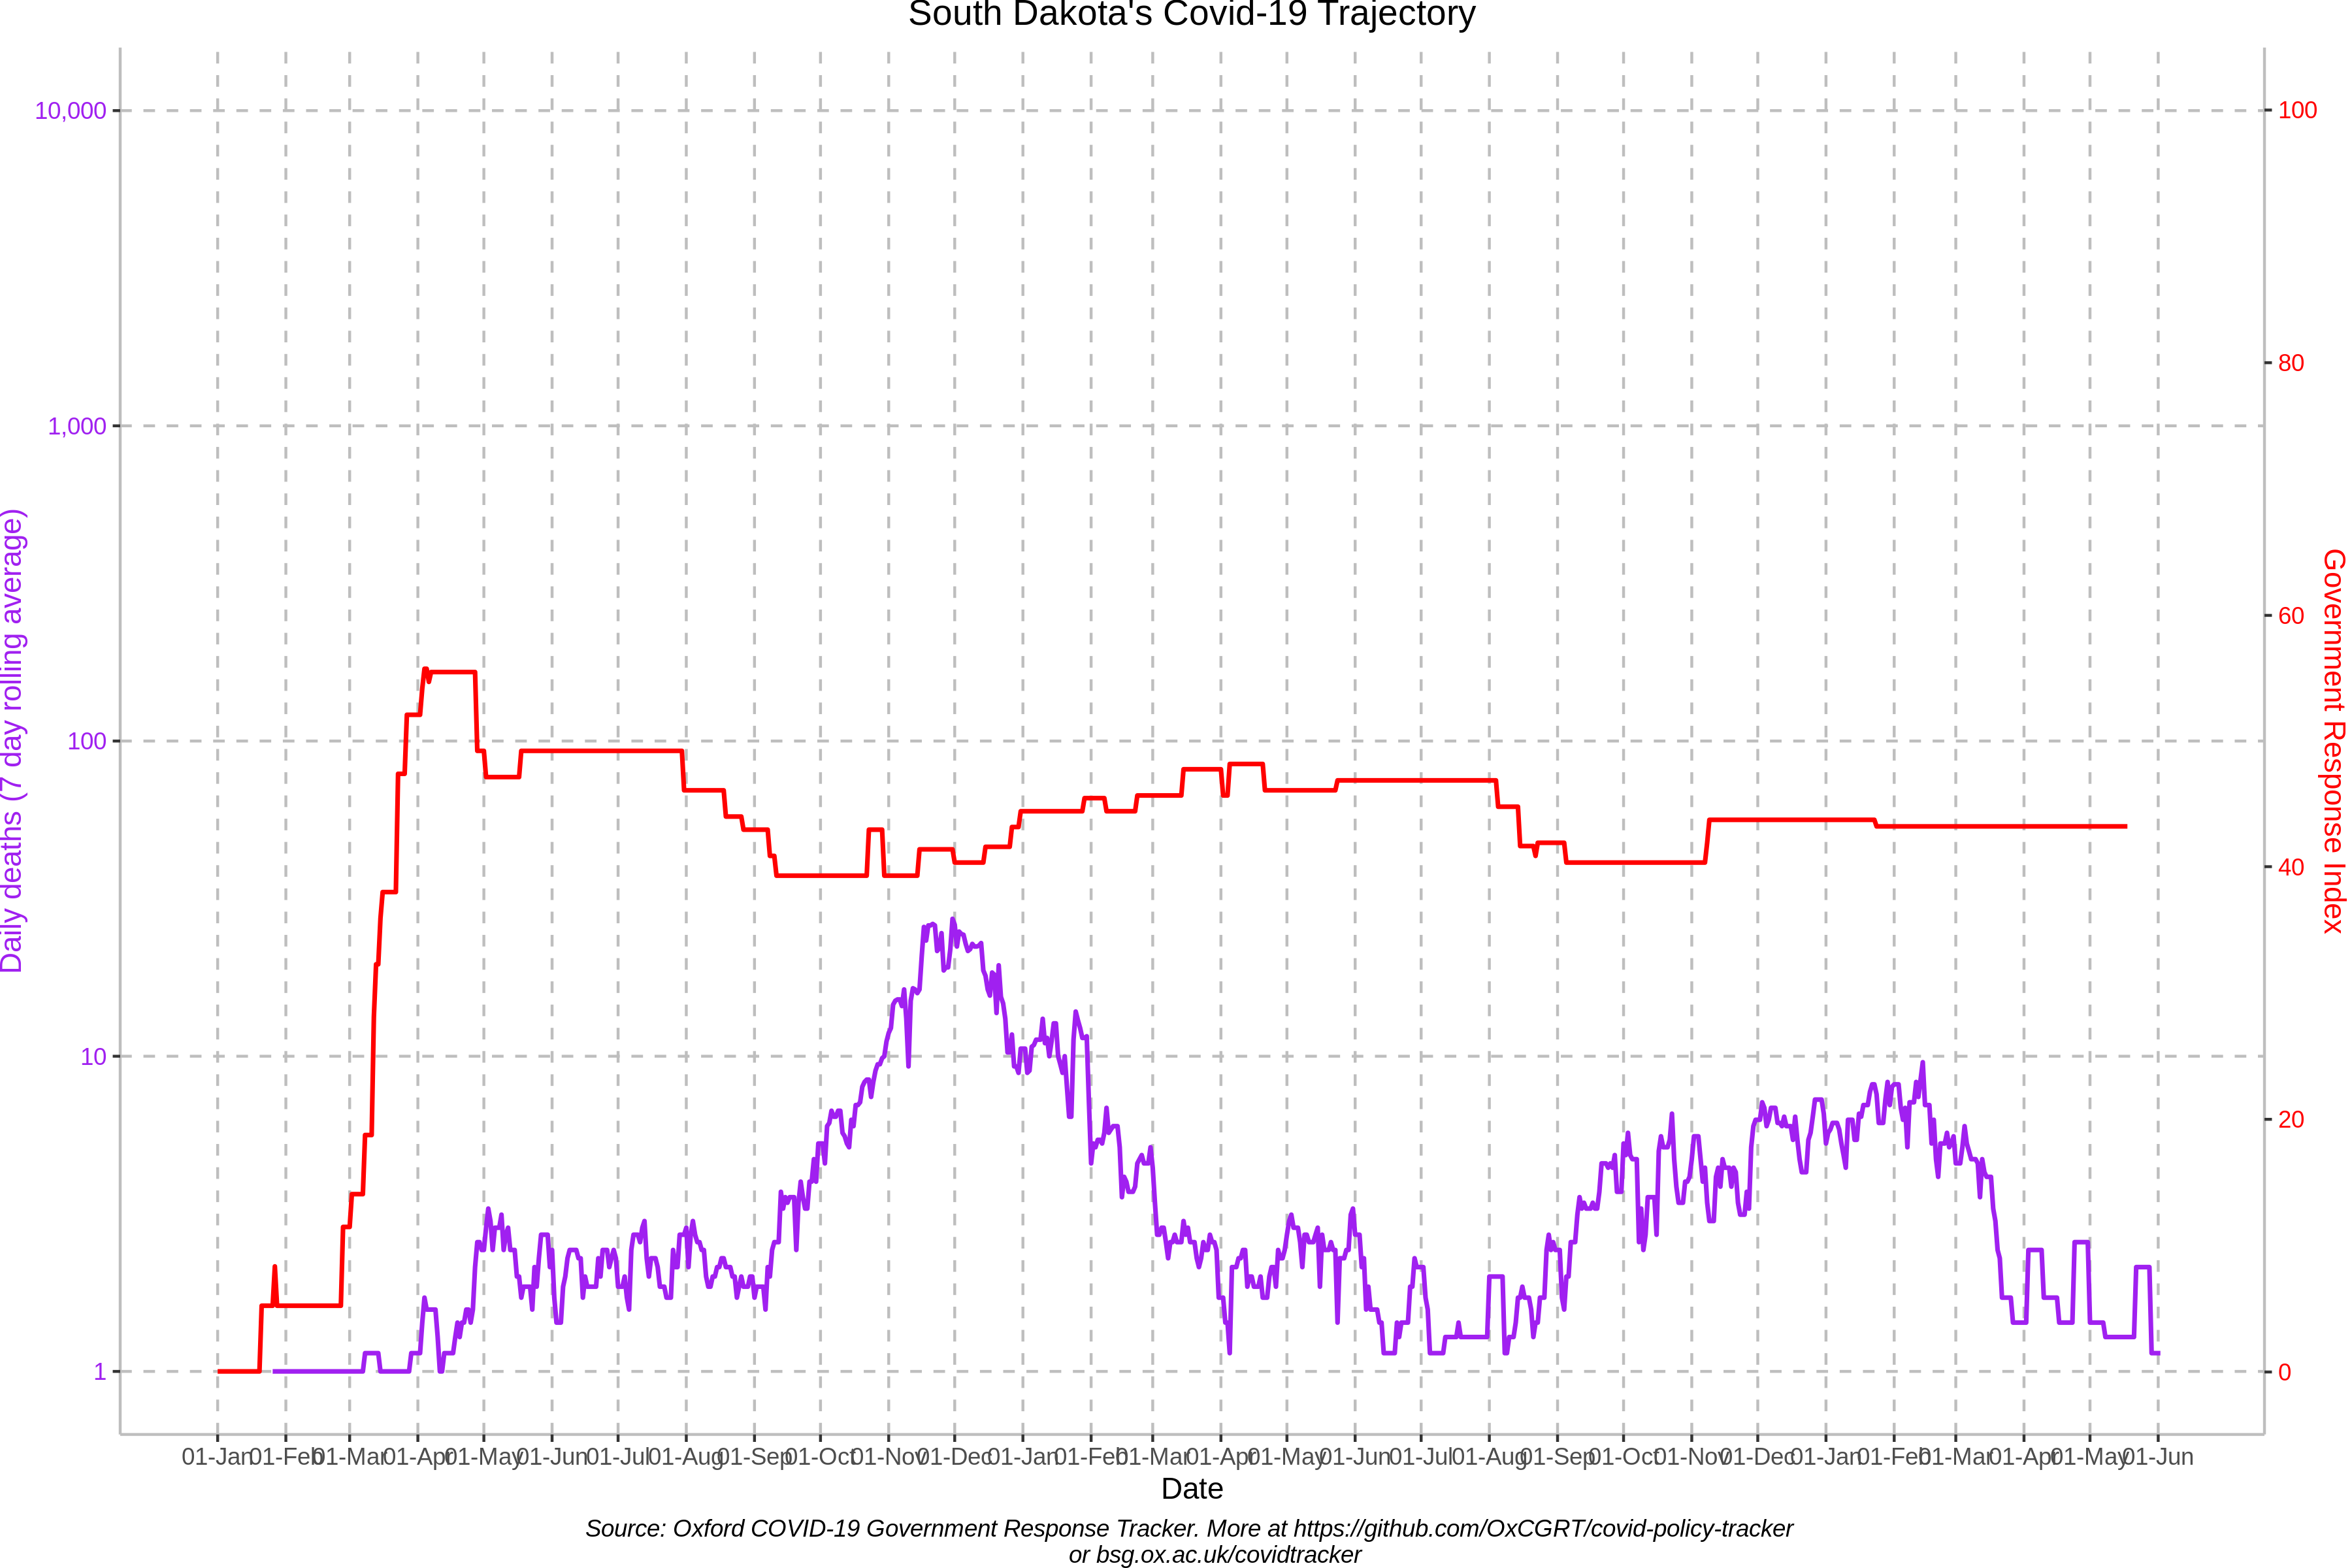 South Dakota's Covid-19 Trajectory
10,000
1,000
100
10
1
Daily deaths (7 day rolling average)
100
80
60
40
20
0
Government Response Index
01-Jan 01-Feb 01-Mar 01-Apr 01-May 01-Jun 01-Jul 01-Aug 01-Sep 01-Oct 01-Nov 01-Dec 01-Jan 01-Feb 01-Mar 01-Apr 01-May 01-Jun 01-Jul 01-Aug 01-Sep 01-Oct 01-Nov 01-Dec 01-Jan 01-Feb 01-Mar 01-Apr 01-May 01-Jun
Date
Source: Oxford COVID-19 Government Response Tracker. More at https://github.com/OxCGRT/covid-policy-tracker
or bsg.ox.ac.uk/covidtracker